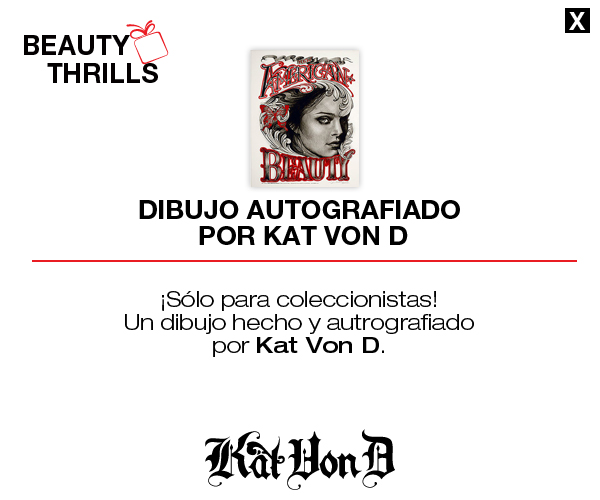 BEAUTY
THRILLS
X
AMERICAN
BEAUTY
DIBUJO AUTOGRAFIADO
POR KAT VON D
¡Sólo para coleccionistas!
Un dibujo hecho y autrografiado
por Kat Von D.
Kat Von D